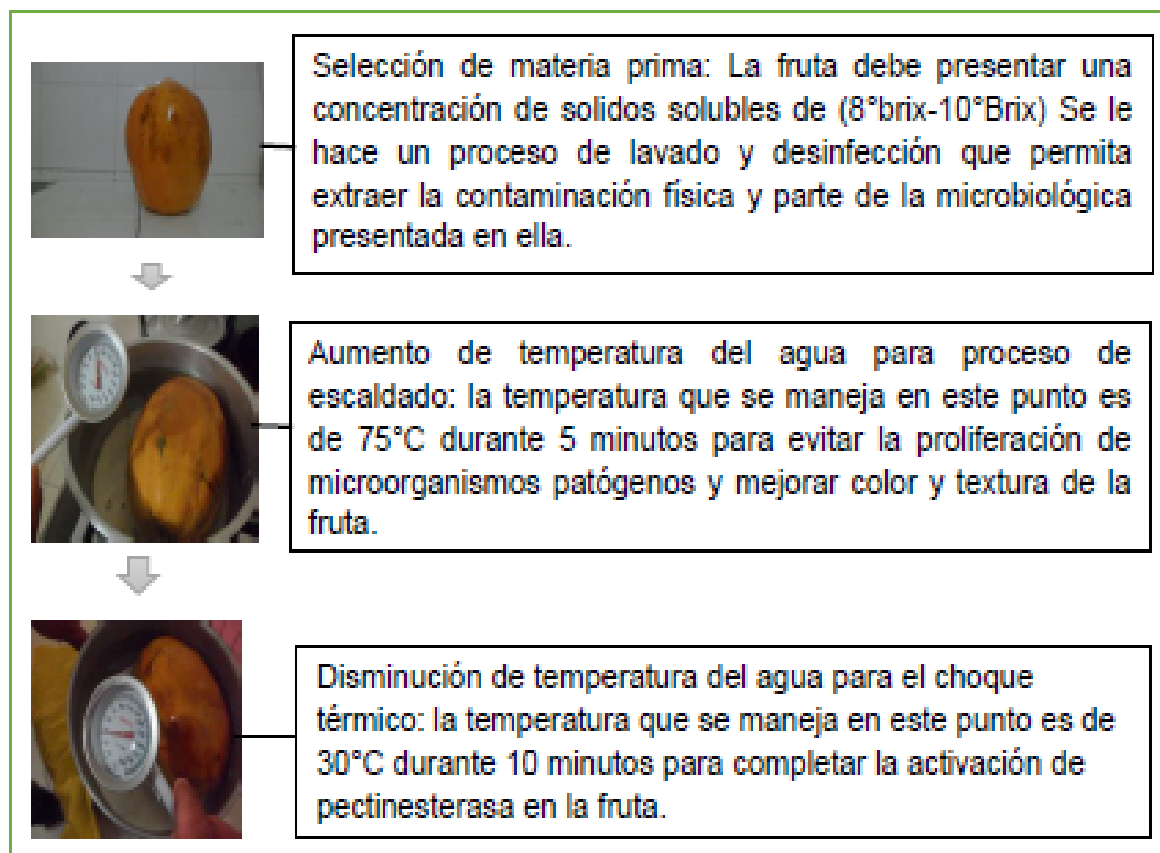 Selección de materia prima: La fruta debe presentar una
concentración de solidos solubles de (8°brix-10°Brix) Se le
hace un proceso de lavado y desinfección que permita
extraer la contaminación física y parte de la microbiológica
presentada en ella.
Aumento de temperatura del agua para proceso de
escaldado: la temperatura que se maneja en este punto es
de 75°C durante 5 minutos para evitar la proliferación de
microorganismos patógenos y mejorar color y textura de la
fruta.
Disminución de temperatura del agua para el choque
térmico: la temperatura que se maneja en este punto es de
30°C durante 10 minutos para completar la activación de
pectinesterasa en la fruta.